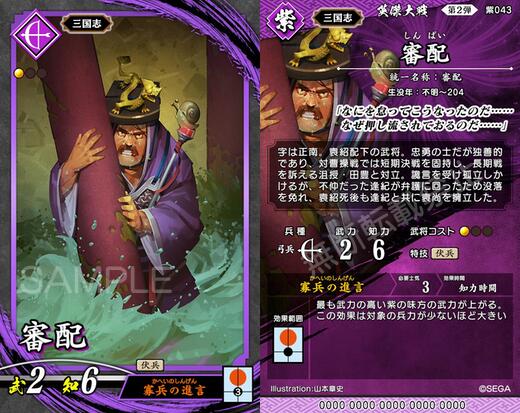 三国志
SAMPLE
審配
伏兵
武2 知6
かへいのしんげん
寡兵の進言
3
紫
三国志
英傑大戦
第2弾
紫043
しん ぱい
審配
統一名称：審配
生没年：不明～204
「なにを怠ってこうなったのだ……
なぜ押し流されておるのだ……」
字は正南。袁紹配下の武将。忠勇の士だが独善的
であり、対曹操戦では短期決戦を固持し、長期戦
を訴える沮授・田豊と対立。讒言を受け孤立しか
けるが、不仲だった逢紀が弁護に回ったため没落
を免れ、袁紹死後も逢紀と共に袁尚を擁立した。
兵種 武力 知力 武将コスト
弓兵 2 6 特技 伏兵
かへいのしんげん 必要士気 効果時間
寡兵の進言 3 知力時間
効果範囲
最も武力の高い紫の味方の武力が上がる。
この効果は対象の兵力が少ないほど大きい
Illustration:山本章史
©SEGA
0000 0000 0000 0000 0000